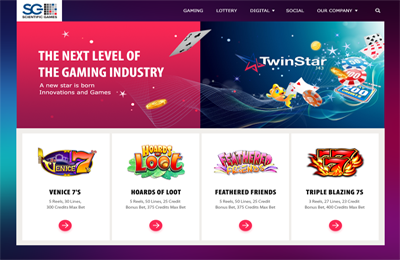 SG
SCIENTIFIC GAMES
GAMING LOTTERY DIGITAL SOCIAL OUR COMPANY
THE NEXT LEVEL OF
THE GAMING INDUSTRY
A new star is born
Innovations and Games
TwinStar
VENICE 7
HOARDS OF
LOOT
FEATHERED
FRIENDS
7
VENICE 7'S
5 Reels, 30 Lines,
300 Credits Max Bet
HOARDS OF LOOT
5 Reels, 50 Lines, 25 Credit
Bonus Bet, 375 Credits Max Bet
FEATHERED FRIENDS
5 Reels, 50 Lines, 25 Credit
Bonus Bet, 375 Credits Max Bet
TRIPLE BLAZING 7S
3 Reels, 27 Lines, 23 Credit
Bonus Bet, 400 Credits Max Bet